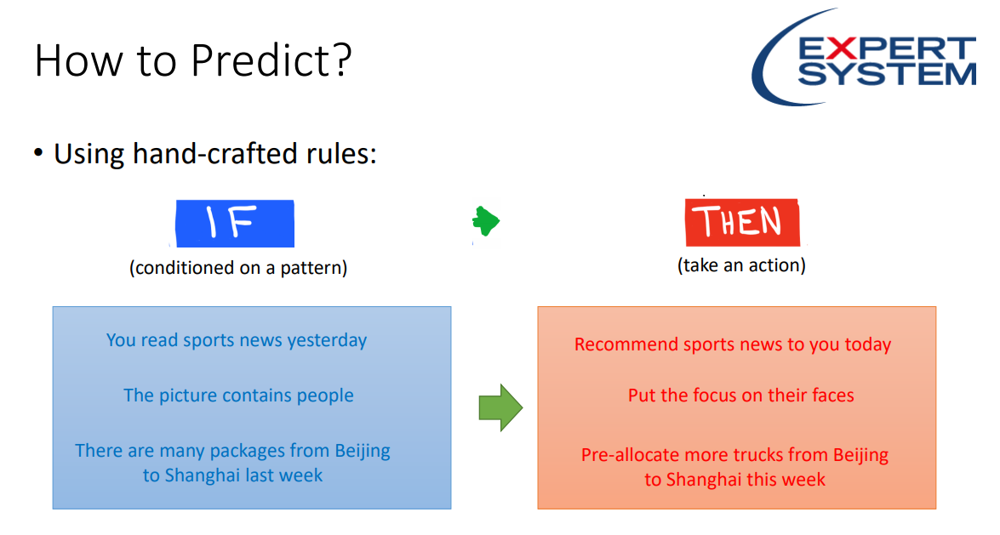 How to Predict?
EXPERT
SYSTEM
• Using hand-crafted rules:
IF
THEN
(conditioned on a pattern)
(take an action)
You read sports news yesterday
The picture contains people
There are many packages from Beijing
to Shanghai last week
Recommend sports news to you today
Put the focus on their faces
Pre-allocate more trucks from Beijing
to Shanghai this week